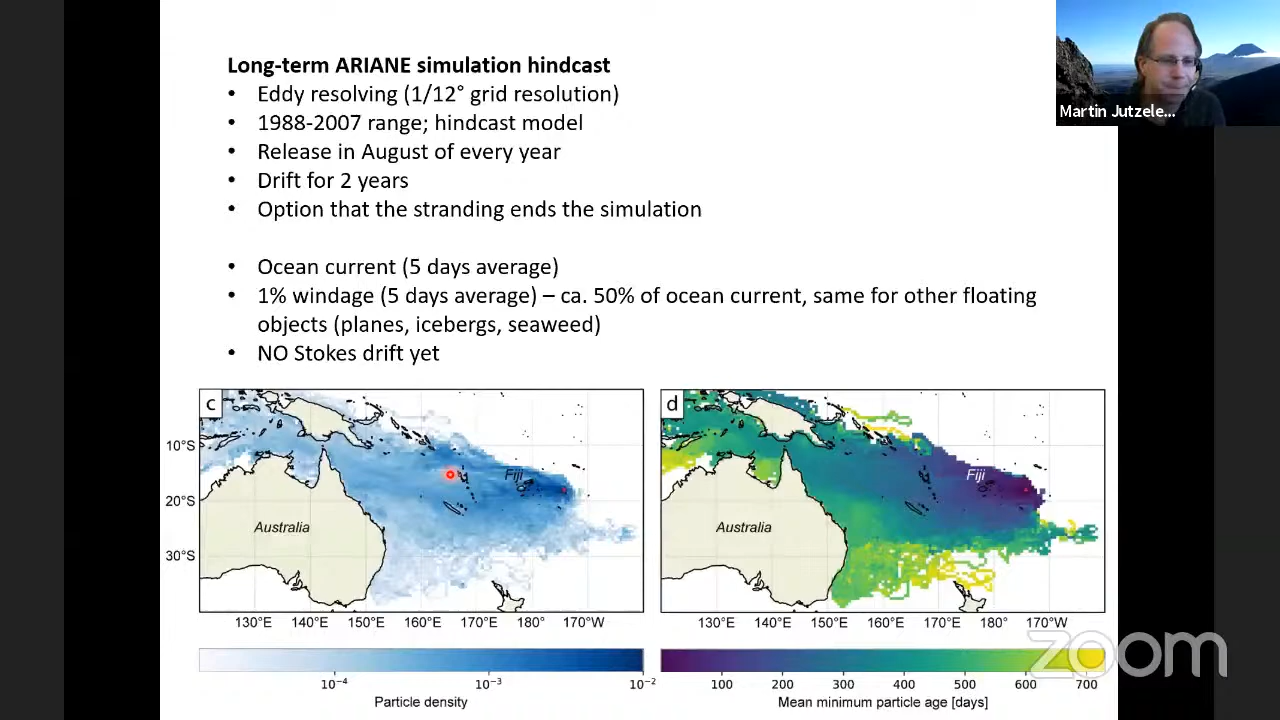 Long-term ARIANE simulation hindcast
• Eddy resolving (1/12° grid resolution)
• 1988-2007 range; hindcast model
• Release in August of every year
• Drift for 2 years
• Option that the stranding ends the simulation
• Ocean current (5 days average)
• 1% windage (5 days average) – ca. 50% of ocean current, same for other floating
objects (planes, icebergs, seaweed)
• NO Stokes drift yet
Martin Jutzele...
c
10°S
20°S
30°S
Fiji
Australia
130°E 140°E 150°E 160°E 170°E 180° 170°W
10⁻⁴ 10⁻³ 10⁻²
Particle density
d
Fiji
Australia
130°E 140°E 150°E 160°E 170°E 180° 170°W
100 200 300 400 500 600 700
Mean minimum particle age [days]
zoom